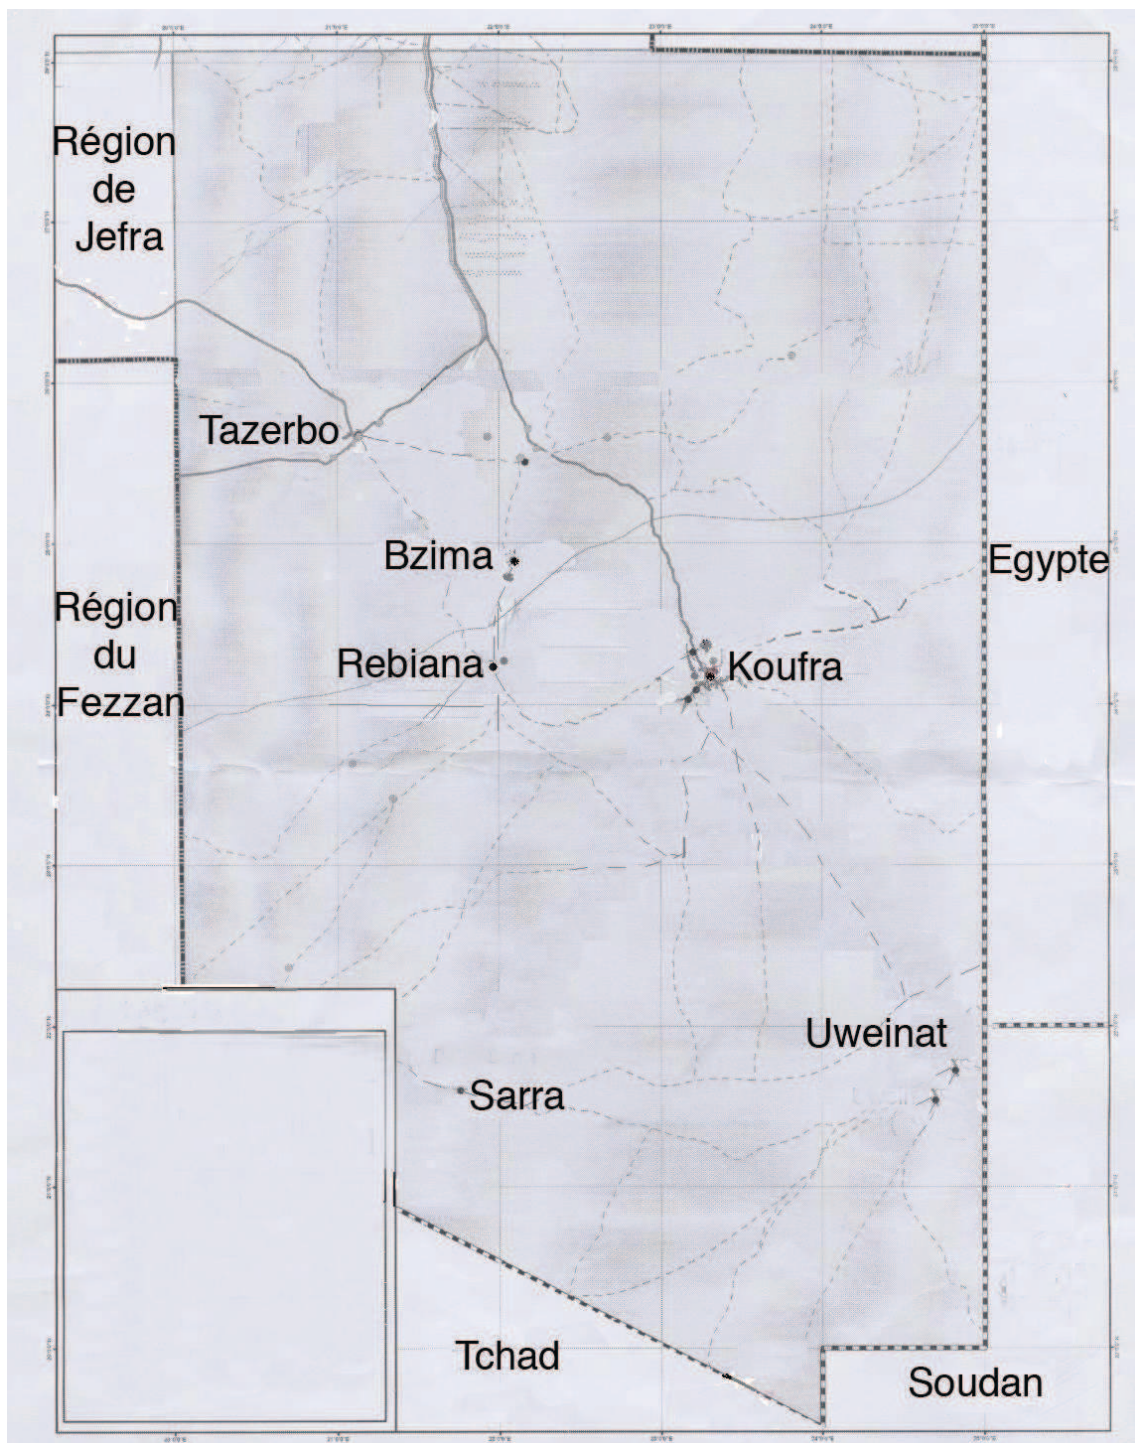 Région
de
Jefra
Tazerbo
Bzima
Egypte
Région
du
Fezzan
Rebiana
Koufra
Uweinat
Sarra
Tchad
Soudan